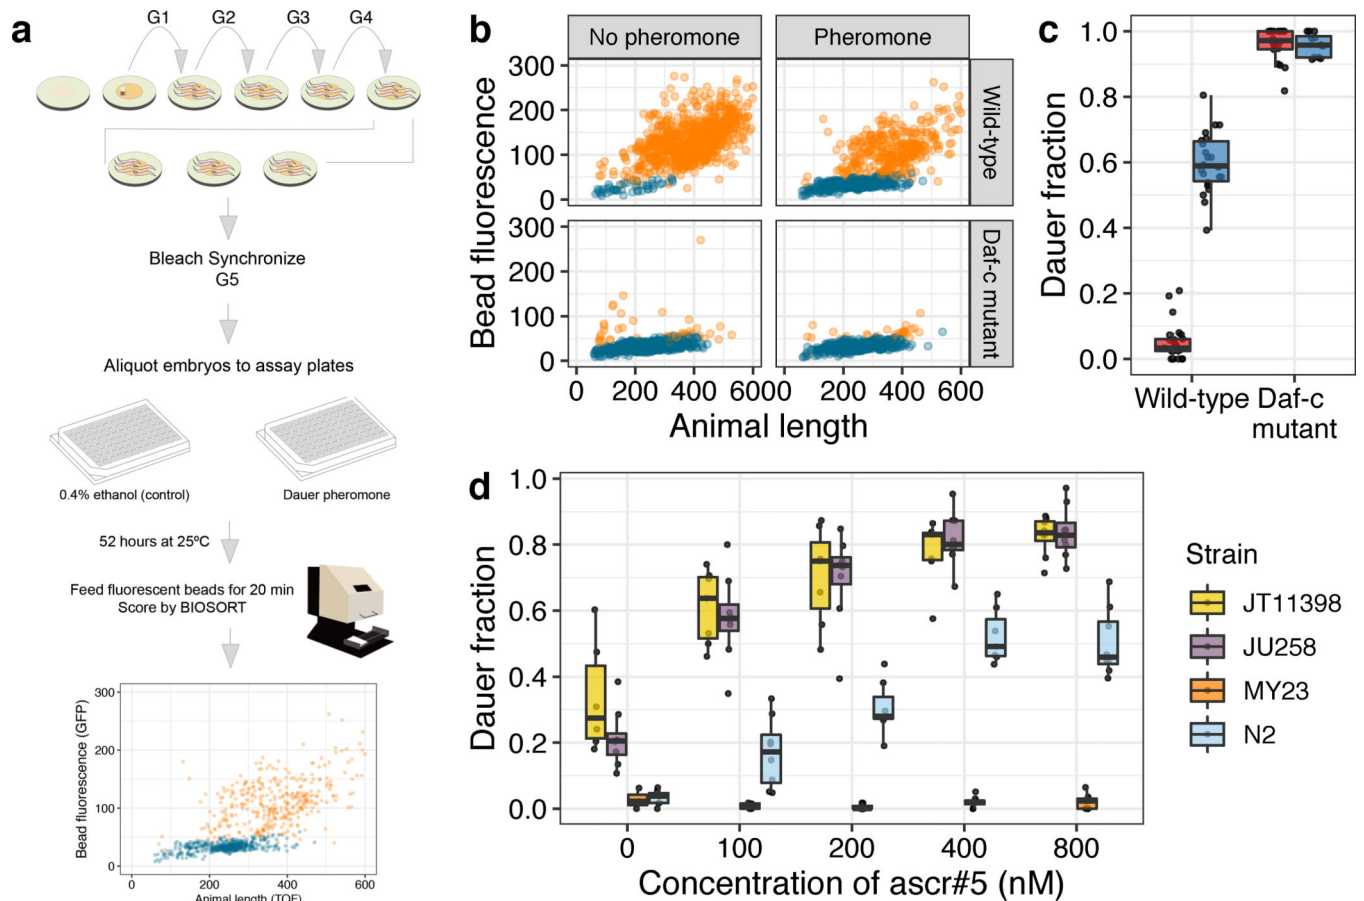 a
G1 G2 G3 G4
Bleach Synchronize
G5
Aliquot embryos to assay plates
0.4% ethanol (control)
Dauer pheromone
52 hours at 25ºC
Feed fluorescent beads for 20 min
Score by BIOSORT
Bead fluorescence (GFP)
300
200
100
0
0 200 400 600
Animal length (TOF)
b
No pheromone
Pheromone
Bead fluorescence
300
200
100
0
Wild-type
300
200
100
0
Daf-c mutant
0 200 400 600
0 200 400 600
Animal length
c
Dauer fraction
1.0
0.8
0.6
0.4
0.2
0.0
Wild-type
Daf-c
mutant
d
Dauer fraction
1.0
0.8
0.6
0.4
0.2
0.0
0 100 200 400 800
Concentration of ascr#5 (nM)
Strain
JT11398
JU258
MY23
N2